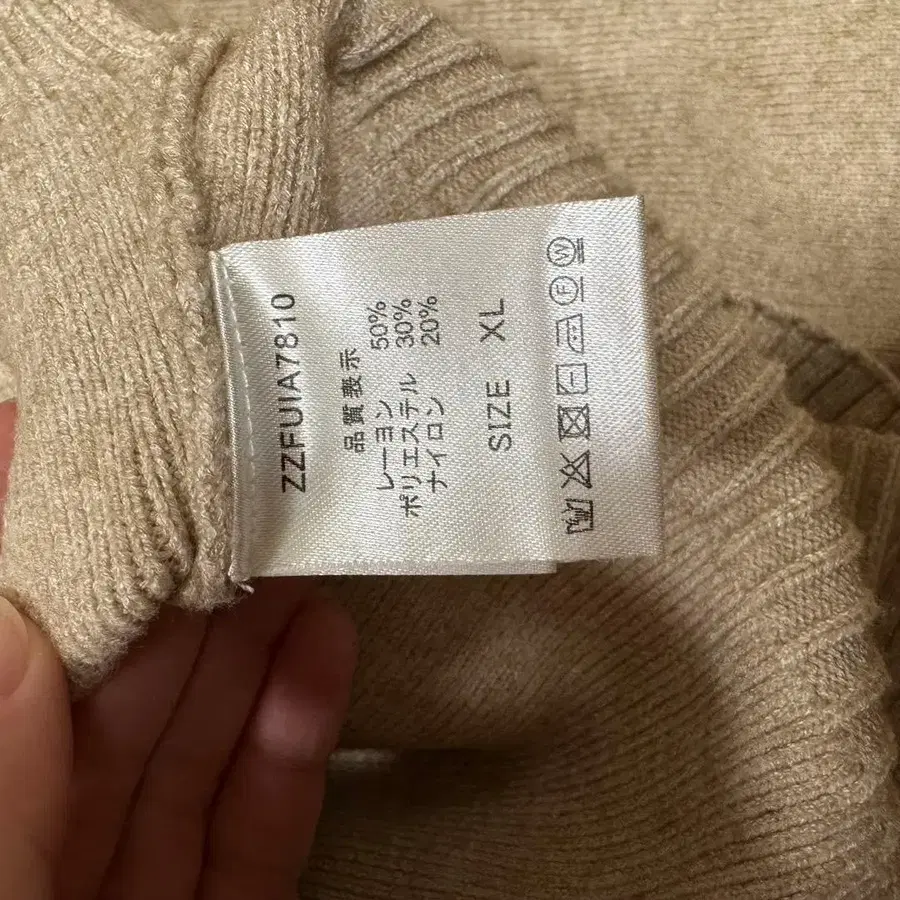 ZZFUIA7810
品質表示
レーヨン 50%
ポリエステル 30%
ナイロン 20%
SIZE XL
F W